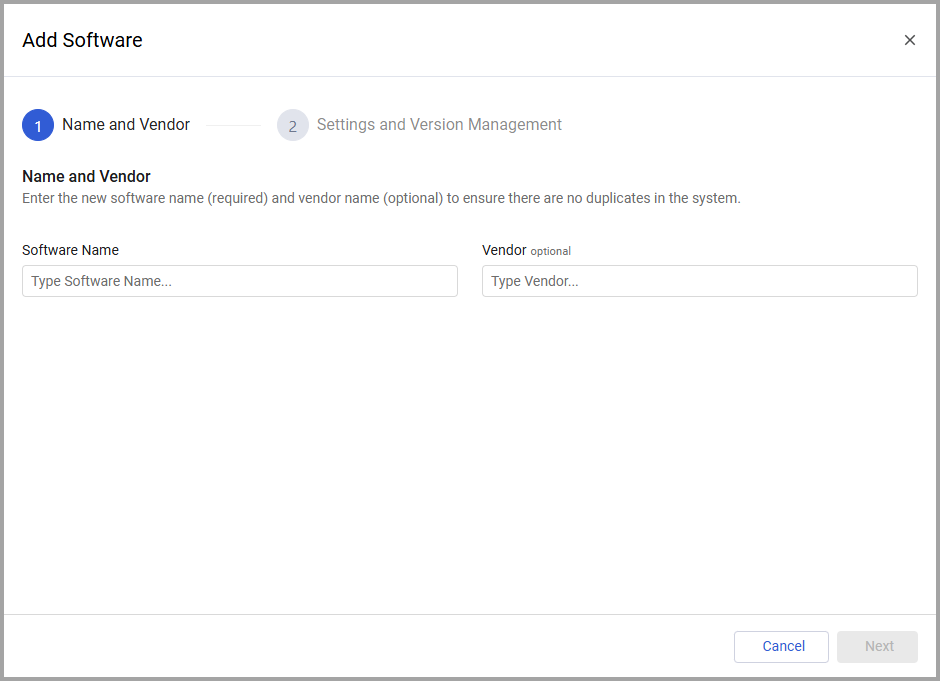 Add Software
1 Name and Vendor
2 Settings and Version Management
Name and Vendor
Enter the new software name (required) and vendor name (optional) to ensure there are no duplicates in the system.
Software Name
Vendor optional
Type Software Name...
Type Vendor...
Cancel
Next